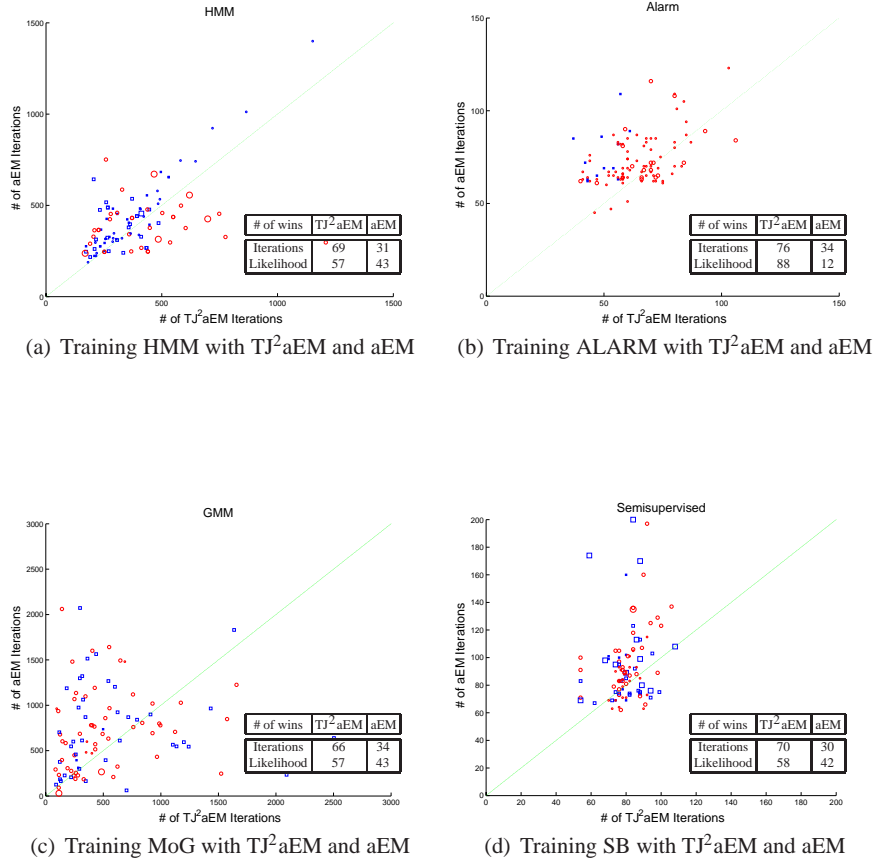 HMM
1500
1000
500
0
0 500 1000 1500
# of aEM Iterations
# of TJ²aEM Iterations
# of wins TJ²aEM aEM
Iterations 69 31
Likelihood 57 43
(a) Training HMM with TJ²aEM and aEM
Alarm
150
100
50
0
0 50 100 150
# of aEM Iterations
# of TJ²aEM Iterations
# of wins TJ²aEM aEM
Iterations 76 34
Likelihood 88 12
(b) Training ALARM with TJ²aEM and aEM
GMM
3000
2500
2000
1500
1000
500
0
0 500 1000 1500 2000 2500 3000
# of aEM Iterations
# of TJ²aEM Iterations
# of wins TJ²aEM aEM
Iterations 66 34
Likelihood 57 43
(c) Training MoG with TJ²aEM and aEM
Semisupervised
200
180
160
140
120
100
80
60
40
20
0
0 20 40 60 80 100 120 140 160 180 200
# of aEM Iterations
# of TJ²aEM Iterations
# of wins TJ²aEM aEM
Iterations 70 30
Likelihood 58 42
(d) Training SB with TJ²aEM and aEM